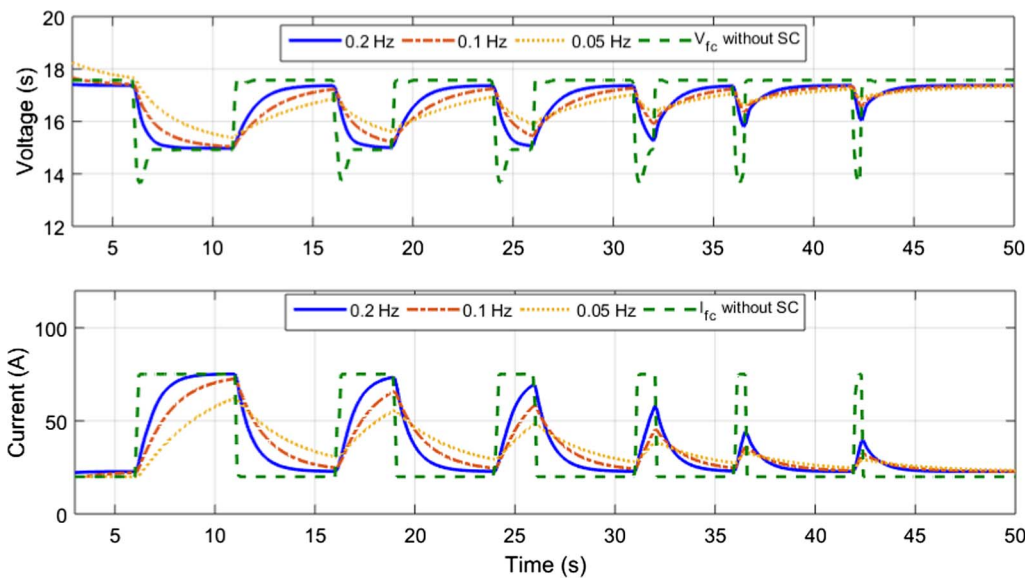 20
18
16
14
12
Voltage (s)
0.2 Hz 0.1 Hz 0.05 Hz V_fc without SC
5 10 15 20 25 30 35 40 45 50
100
50
0
Current (A)
0.2 Hz 0.1 Hz 0.05 Hz I_fc without SC
5 10 15 20 25 30 35 40 45 50
Time (s)